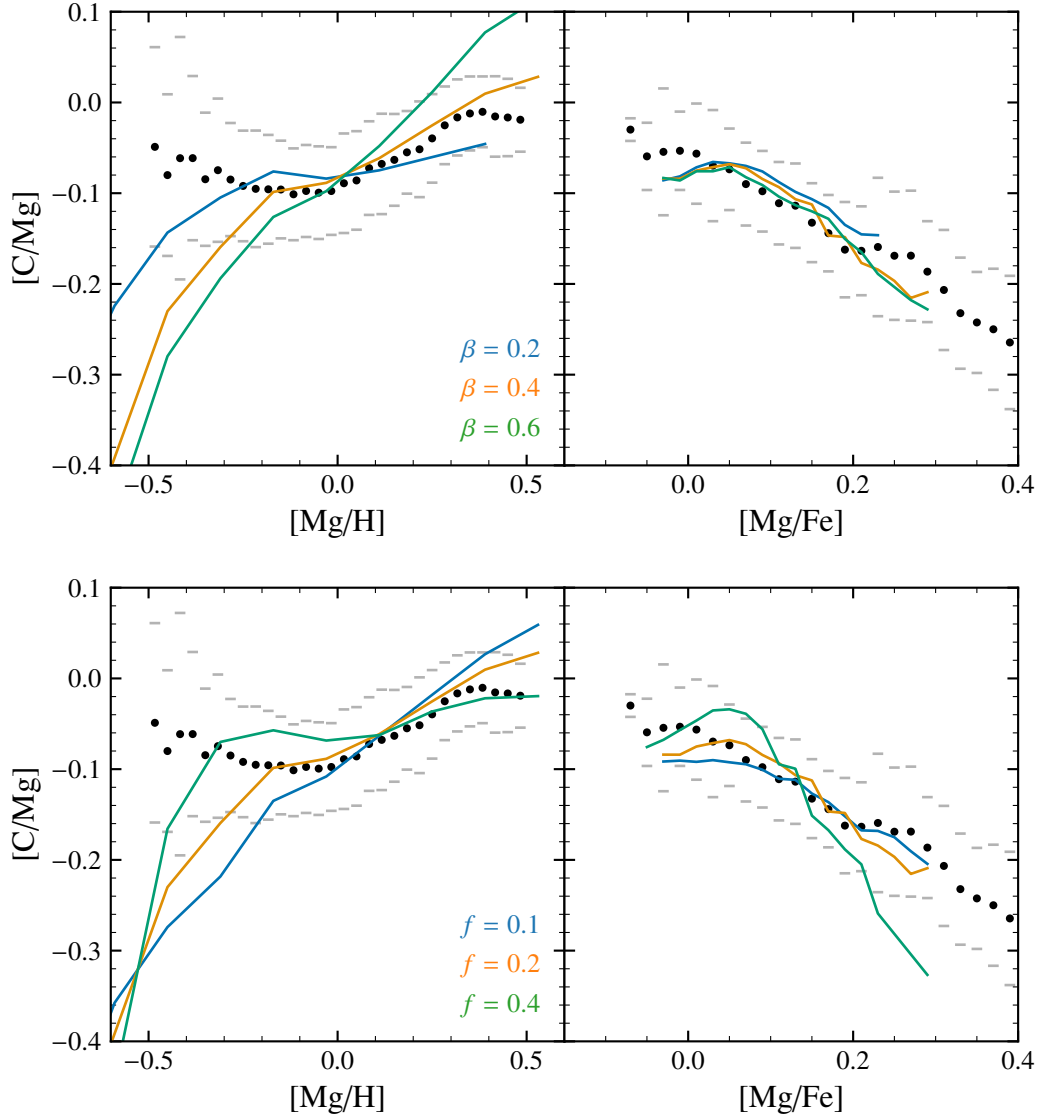 0.1
0.0
−0.1
−0.2
−0.3
−0.4
[C/Mg]
β = 0.2
β = 0.4
β = 0.6
−0.5 0.0 0.5
[Mg/H]
0.0 0.2 0.4
[Mg/Fe]
0.1
0.0
−0.1
−0.2
−0.3
−0.4
[C/Mg]
f = 0.1
f = 0.2
f = 0.4
−0.5 0.0 0.5
[Mg/H]
0.0 0.2 0.4
[Mg/Fe]